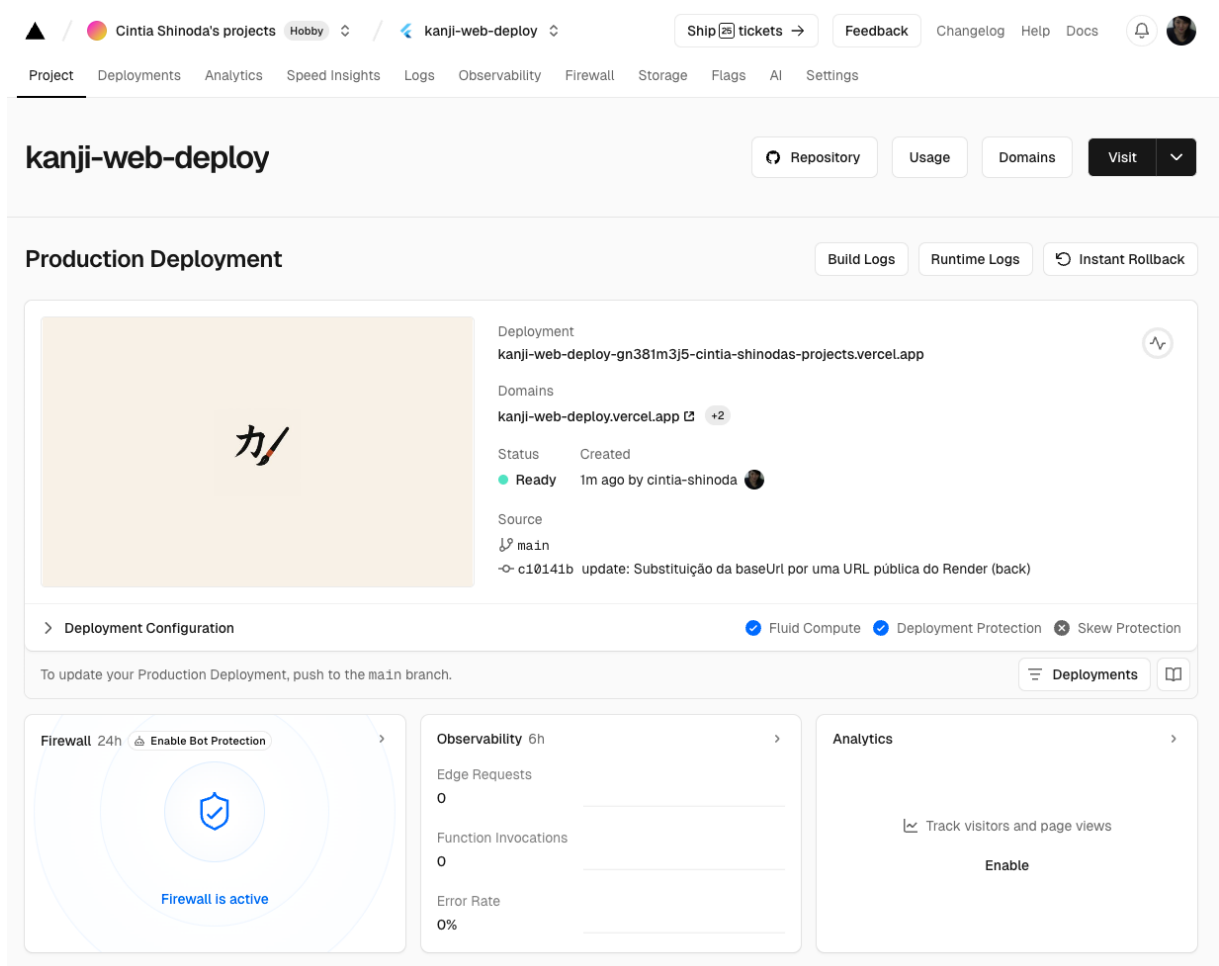 Cintia Shinoda's projects Hobby kanji-web-deploy Ship 25 tickets → Feedback Changelog Help Docs
Project Deployments Analytics Speed Insights Logs Observability Firewall Storage Flags AI Settings
kanji-web-deploy Repository Usage Domains Visit
Production Deployment Build Logs Runtime Logs Instant Rollback
カ
Deployment
kanji-web-deploy-gn381m3j5-cintia-shinodas-projects.vercel.app
Domains
kanji-web-deploy.vercel.app +2
Status Created
Ready 1m ago by cintia-shinoda
Source
main
c10141b update: Substituição da baseUrl por uma URL pública do Render (back)
Deployment Configuration Fluid Compute Deployment Protection Skew Protection
To update your Production Deployment, push to the main branch. Deployments
Firewall 24h Enable Bot Protection
Firewall is active
Observability 6h
Edge Requests
0
Function Invocations
0
Error Rate
0%
Analytics
Track visitors and page views
Enable